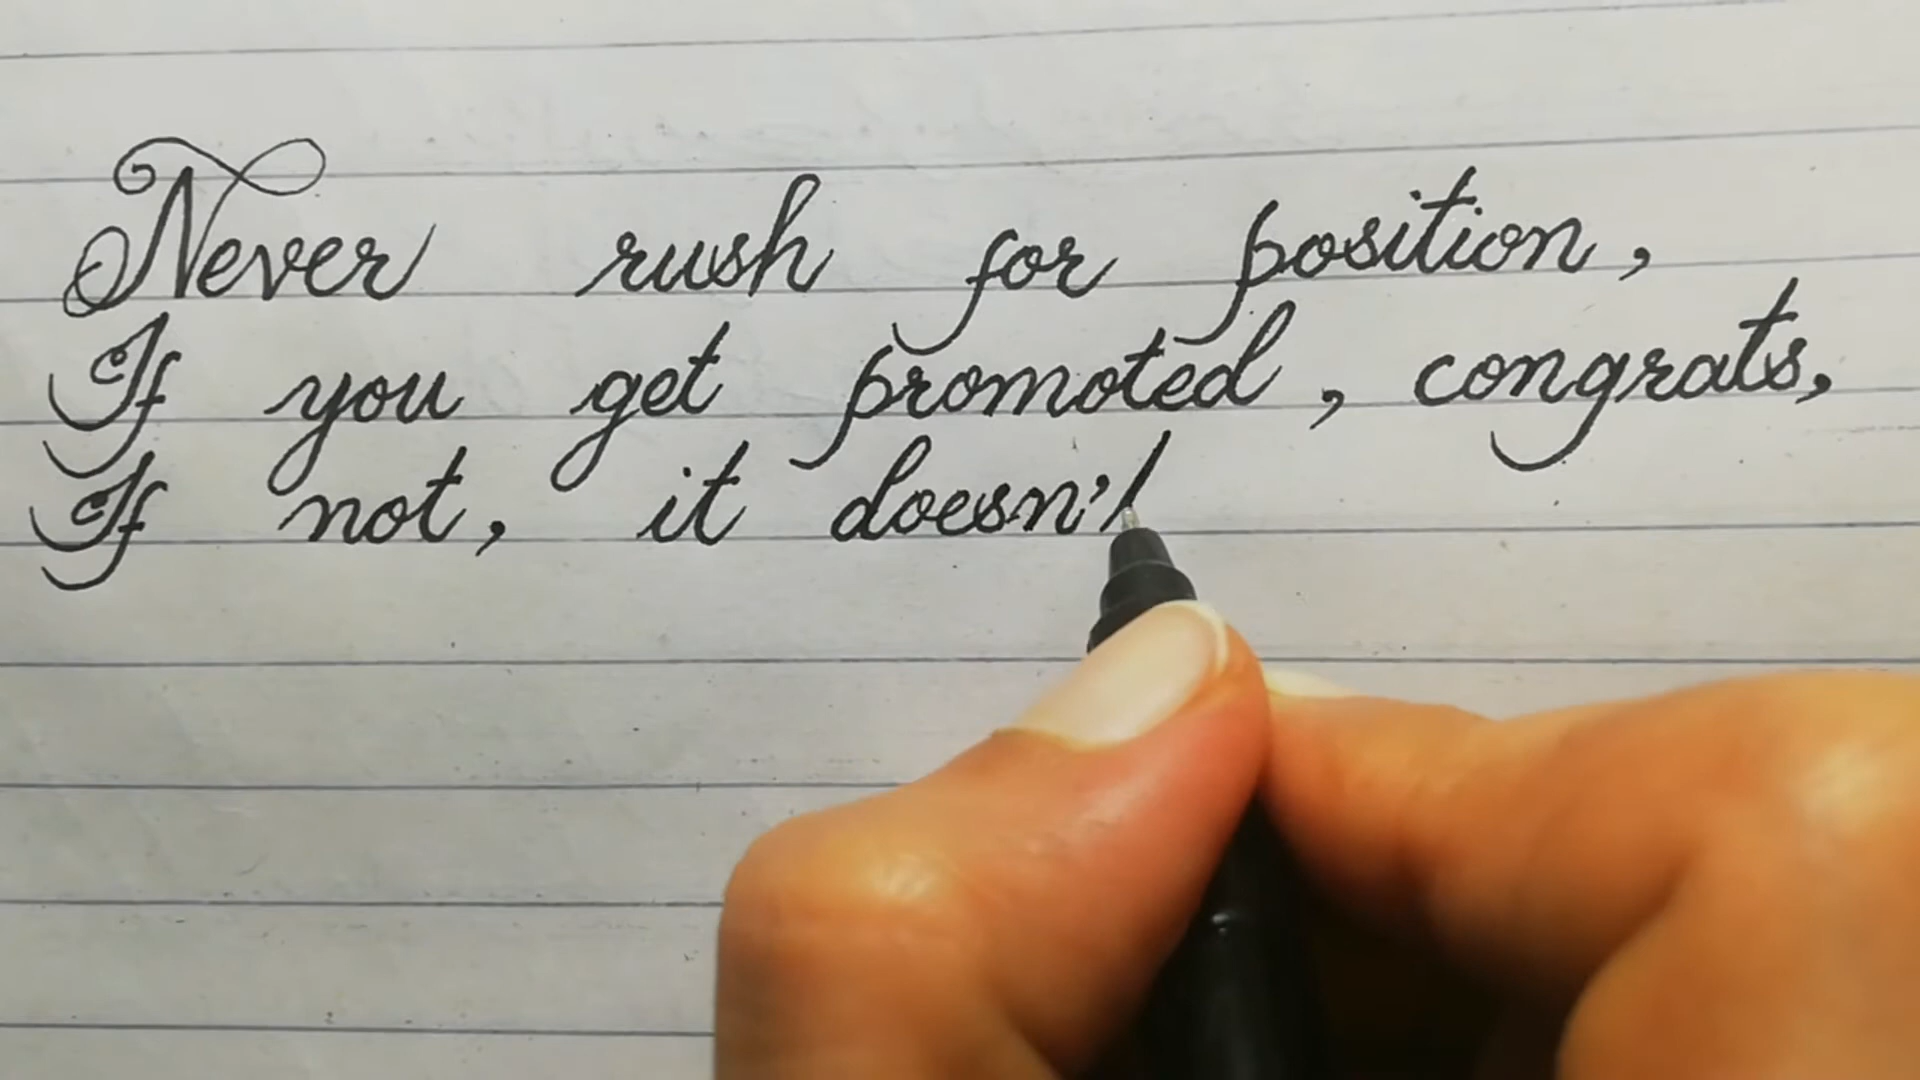 Never rush for position,
If you get promoted, congrats,
If not, it doesn't